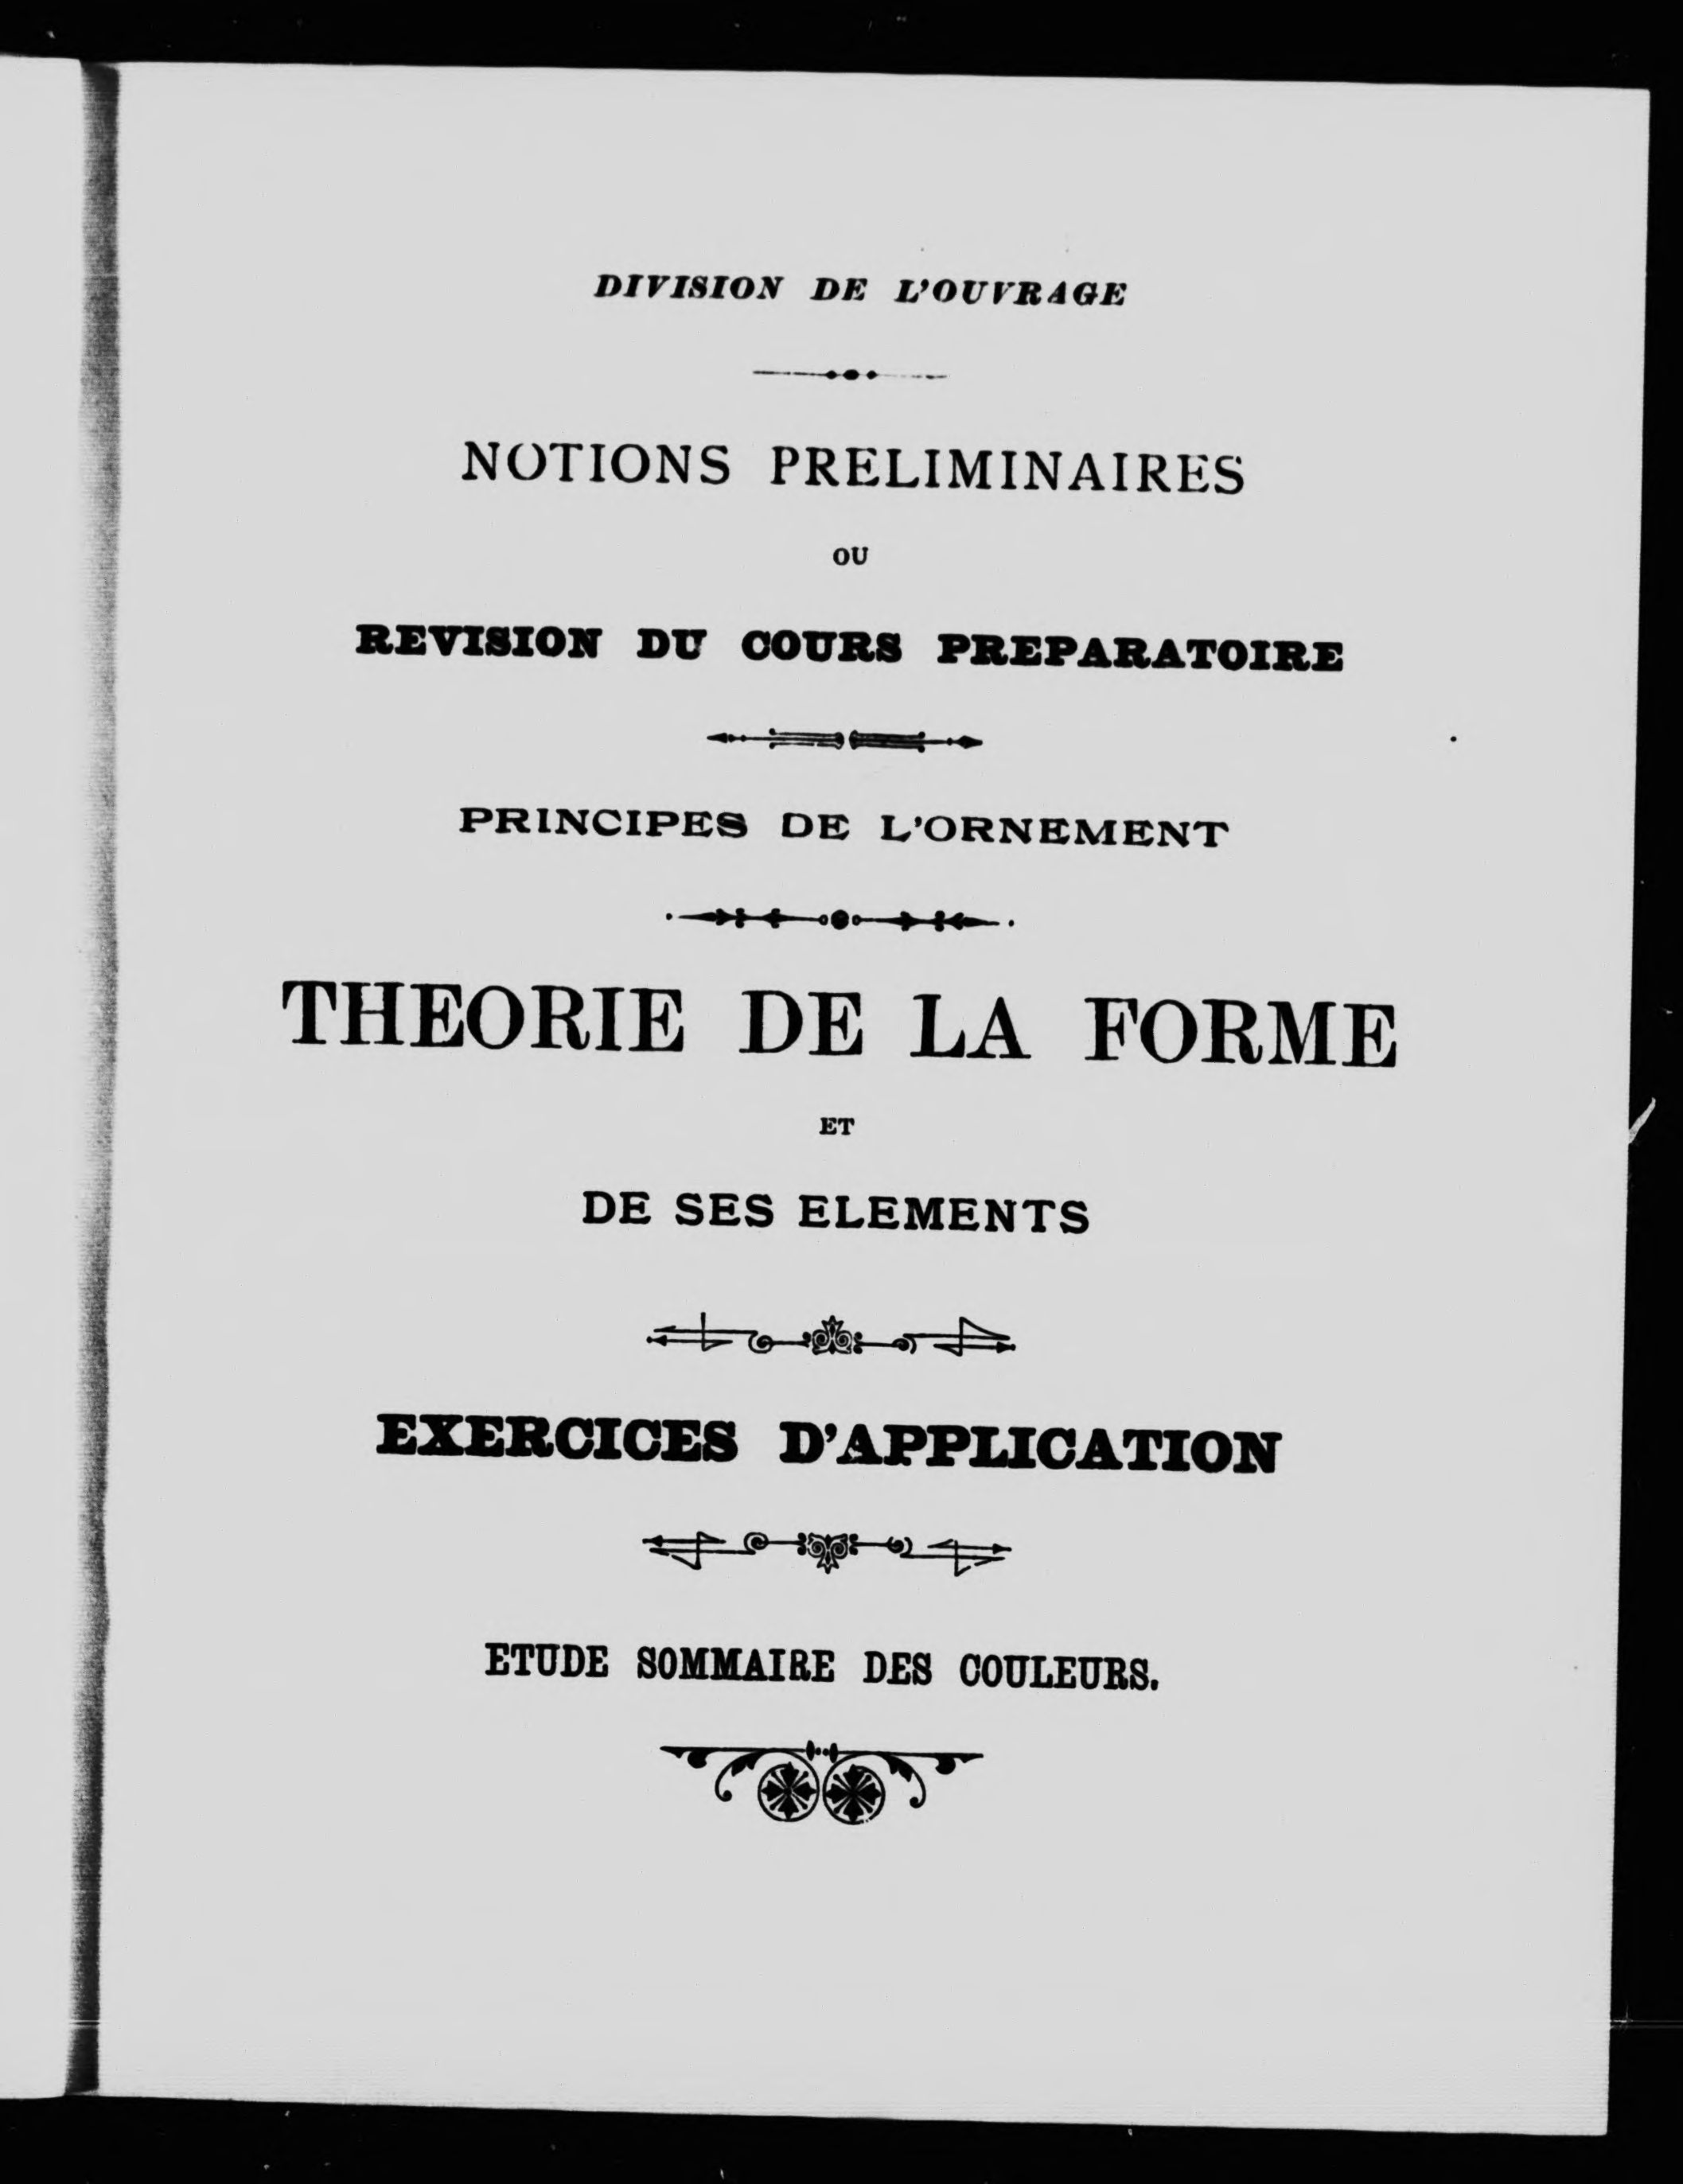 DIVISION DE L'OUVRAGE
NOTIONS PRELIMINAIRES
OU
REVISION DU COURS PREPARATOIRE
PRINCIPES DE L'ORNEMENT
THEORIE DE LA FORME
ET
DE SES ELEMENTS
EXERCICES D'APPLICATION
ETUDE SOMMAIRE DES COULEURS.